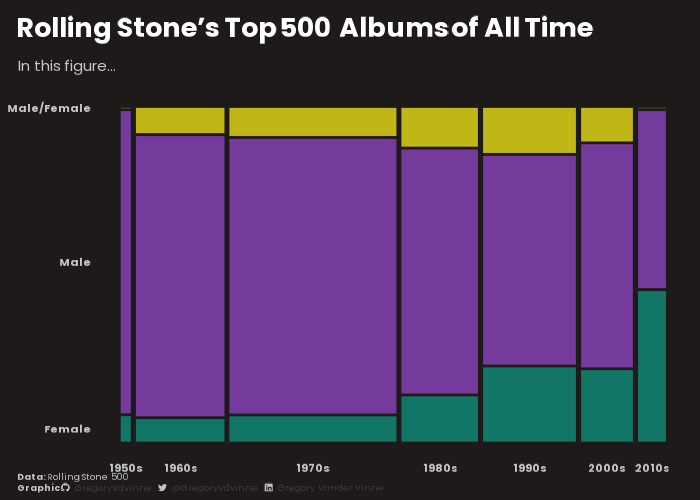 Rolling Stone’s Top 500 Albums of All Time
In this figure...
Male/Female
Male
Female
1950s 1960s 1970s 1980s 1990s 2000s 2010s
Data: Rolling Stone 500
Graphic: GregoryVdvinne @GregoryVdvinne Gregory Vander Vinne